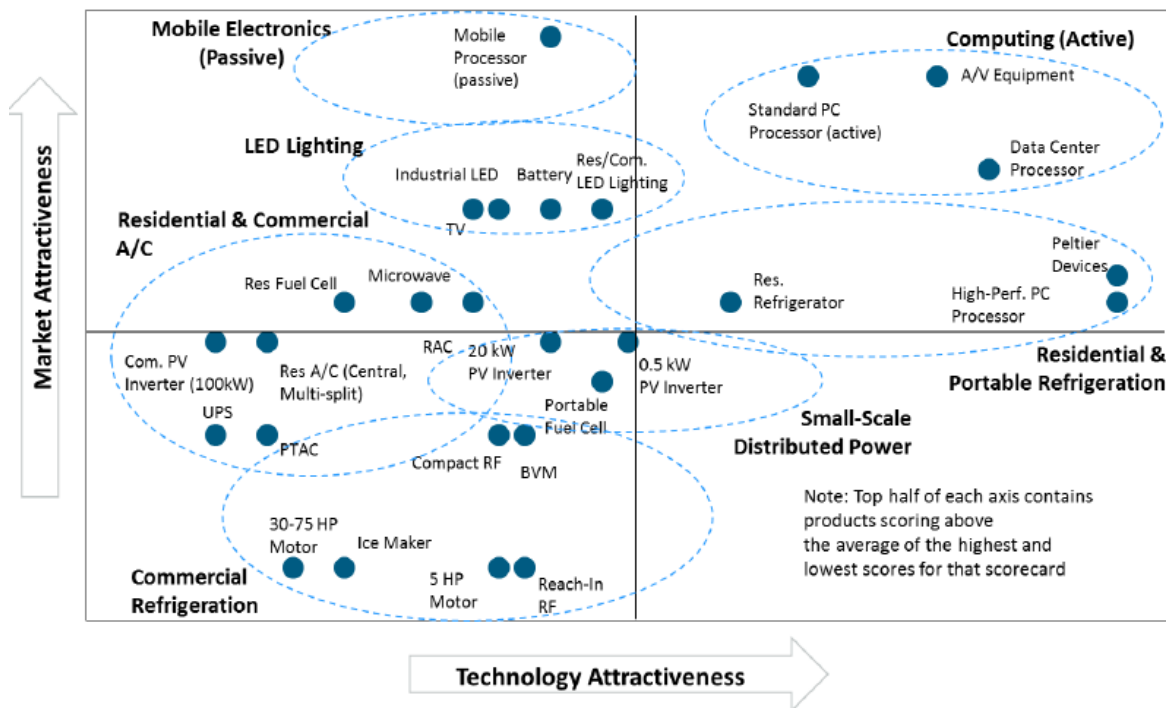 Mobile Electronics
(Passive)
Mobile
Processor
(passive)
Computing (Active)
A/V Equipment
Standard PC
Processor (active)
Data Center
Processor
LED Lighting
Industrial LED
Battery
Res/Com.
LED Lighting
TV
Residential & Commercial
A/C
Res Fuel Cell
Microwave
Res.
Refrigerator
Peltier
Devices
High-Perf. PC
Processor
Market Attractiveness
Com. PV
Inverter (100kW)
Res A/C (Central,
Multi-split)
RAC
20 kW
PV Inverter
0.5 kW
PV Inverter
Residential &
Portable Refrigeration
UPS
PTAC
Portable
Fuel Cell
Compact RF
BVM
Small-Scale
Distributed Power
Note: Top half of each axis contains
products scoring above
the average of the highest and
lowest scores for that scorecard
30-75 HP
Motor
Ice Maker
5 HP
Motor
Reach-In
RF
Commercial
Refrigeration
Technology Attractiveness